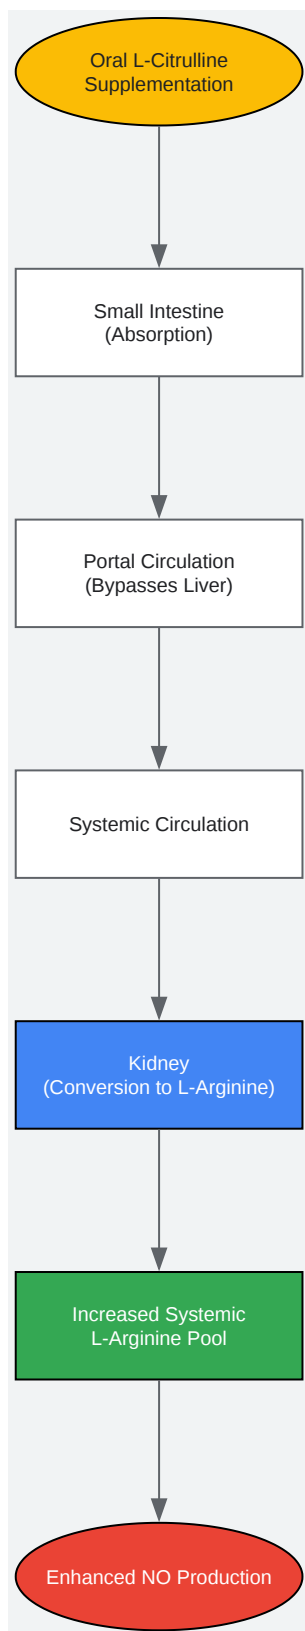 Oral L-Citrulline
Supplementation
Small Intestine
(Absorption)
Portal Circulation
(Bypasses Liver)
Systemic Circulation
Kidney
(Conversion to L-Arginine)
Increased Systemic
L-Arginine Pool
Enhanced NO Production